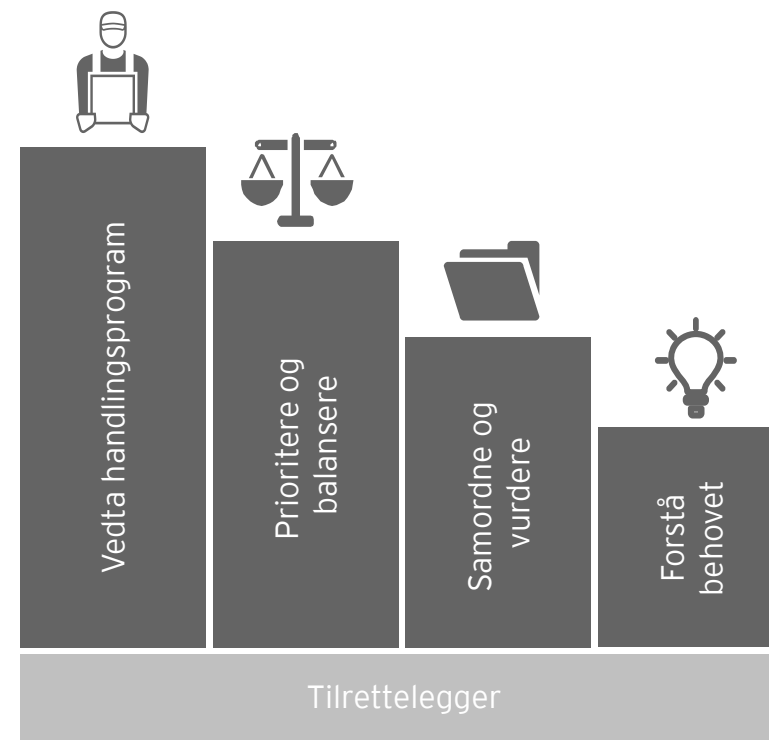 Vedta handlingsprogram
Prioritere og
balansere
Samordne og
vurdere
Forstå
behovet
Tilrettelegger